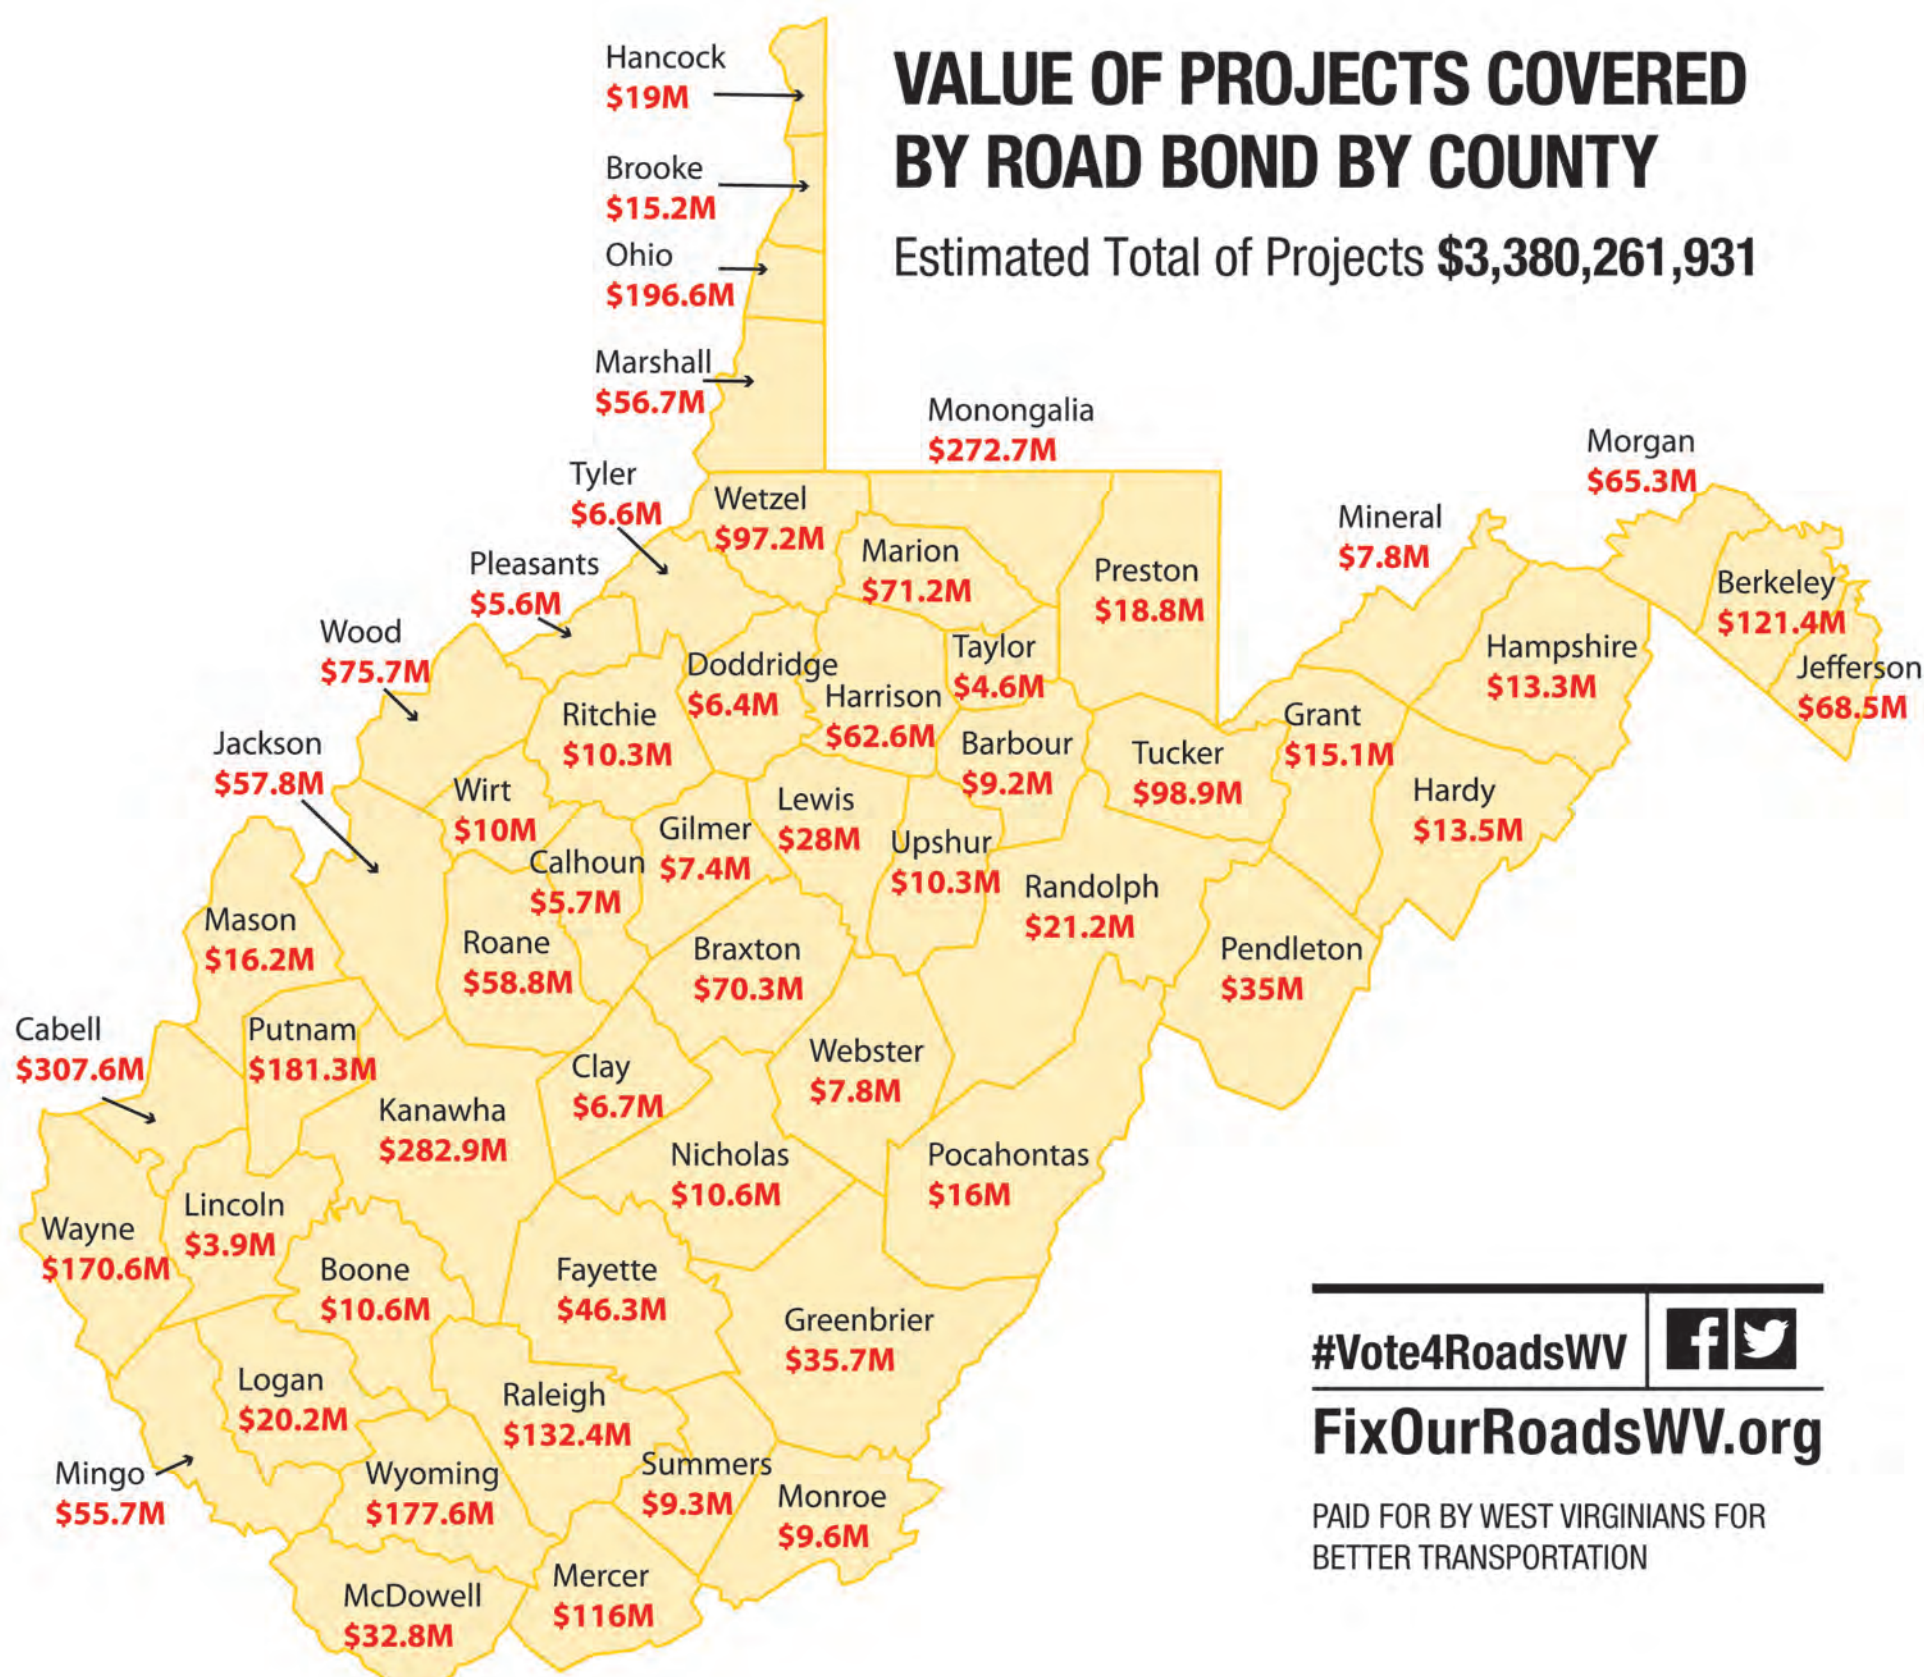 VALUE OF PROJECTS COVERED
BY ROAD BOND BY COUNTY
Estimated Total of Projects $3,380,261,931
Hancock
$19M
Brooke
$15.2M
Ohio
$196.6M
Marshall
$56.7M
Monongalia
$272.7M
Morgan
$65.3M
Tyler
$6.6M
Wetzel
$97.2M
Mineral
$7.8M
Marion
$71.2M
Pleasants
$5.6M
Preston
$18.8M
Berkeley
$121.4M
Wood
$75.7M
Taylor
$4.6M
Hampshire
$13.3M
Doddridge
$6.4M
Jefferson
$68.5M
Harrison
$62.6M
Ritchie
$10.3M
Grant
$15.1M
Jackson
$57.8M
Barbour
$9.2M
Tucker
$98.9M
Wirt
$10M
Hardy
$13.5M
Lewis
$28M
Gilmer
$7.4M
Upshur
$10.3M
Calhoun
$5.7M
Randolph
$21.2M
Mason
$16.2M
Roane
$58.8M
Braxton
$70.3M
Pendleton
$35M
Cabell
$307.6M
Putnam
$181.3M
Webster
$7.8M
Clay
$6.7M
Kanawha
$282.9M
Nicholas
$10.6M
Pocahontas
$16M
Lincoln
$3.9M
Wayne
$170.6M
Boone
$10.6M
Fayette
$46.3M
Greenbrier
$35.7M
Logan
$20.2M
Raleigh
$132.4M
Summers
$9.3M
Mingo
$55.7M
Wyoming
$177.6M
Monroe
$9.6M
Mercer
$116M
McDowell
$32.8M
#Vote4RoadsWV
FixOurRoadsWV.org
PAID FOR BY WEST VIRGINIANS FOR
BETTER TRANSPORTATION